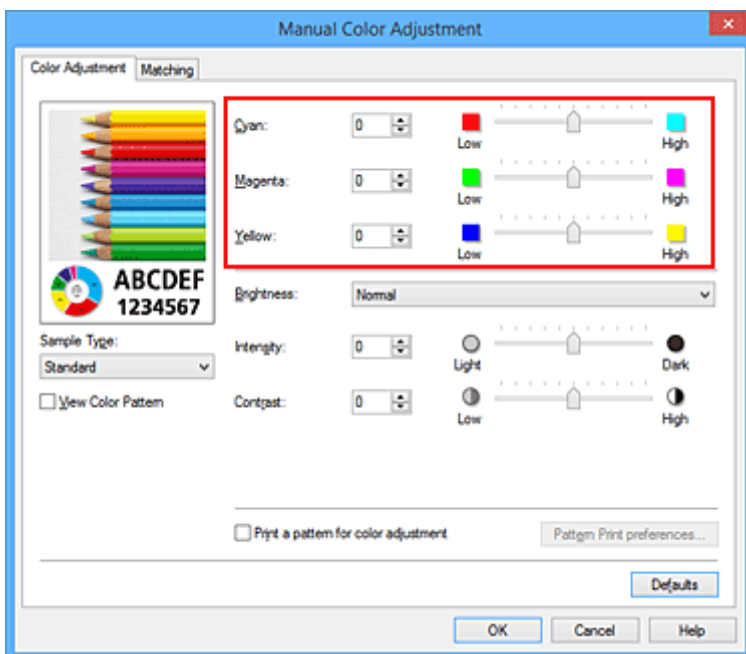 Manual Color Adjustment
Color Adjustment Matching
Cyan: 0 Low High
Magenta: 0 Low High
Yellow: 0 Low High
ABCDEF
1234567
Brightness: Normal
Sample Type:
Standard
Intensity: 0 Light Dark
View Color Pattern
Contrast: 0 Low High
Print a pattern for color adjustment Pattern Print preferences...
Defaults
OK Cancel Help